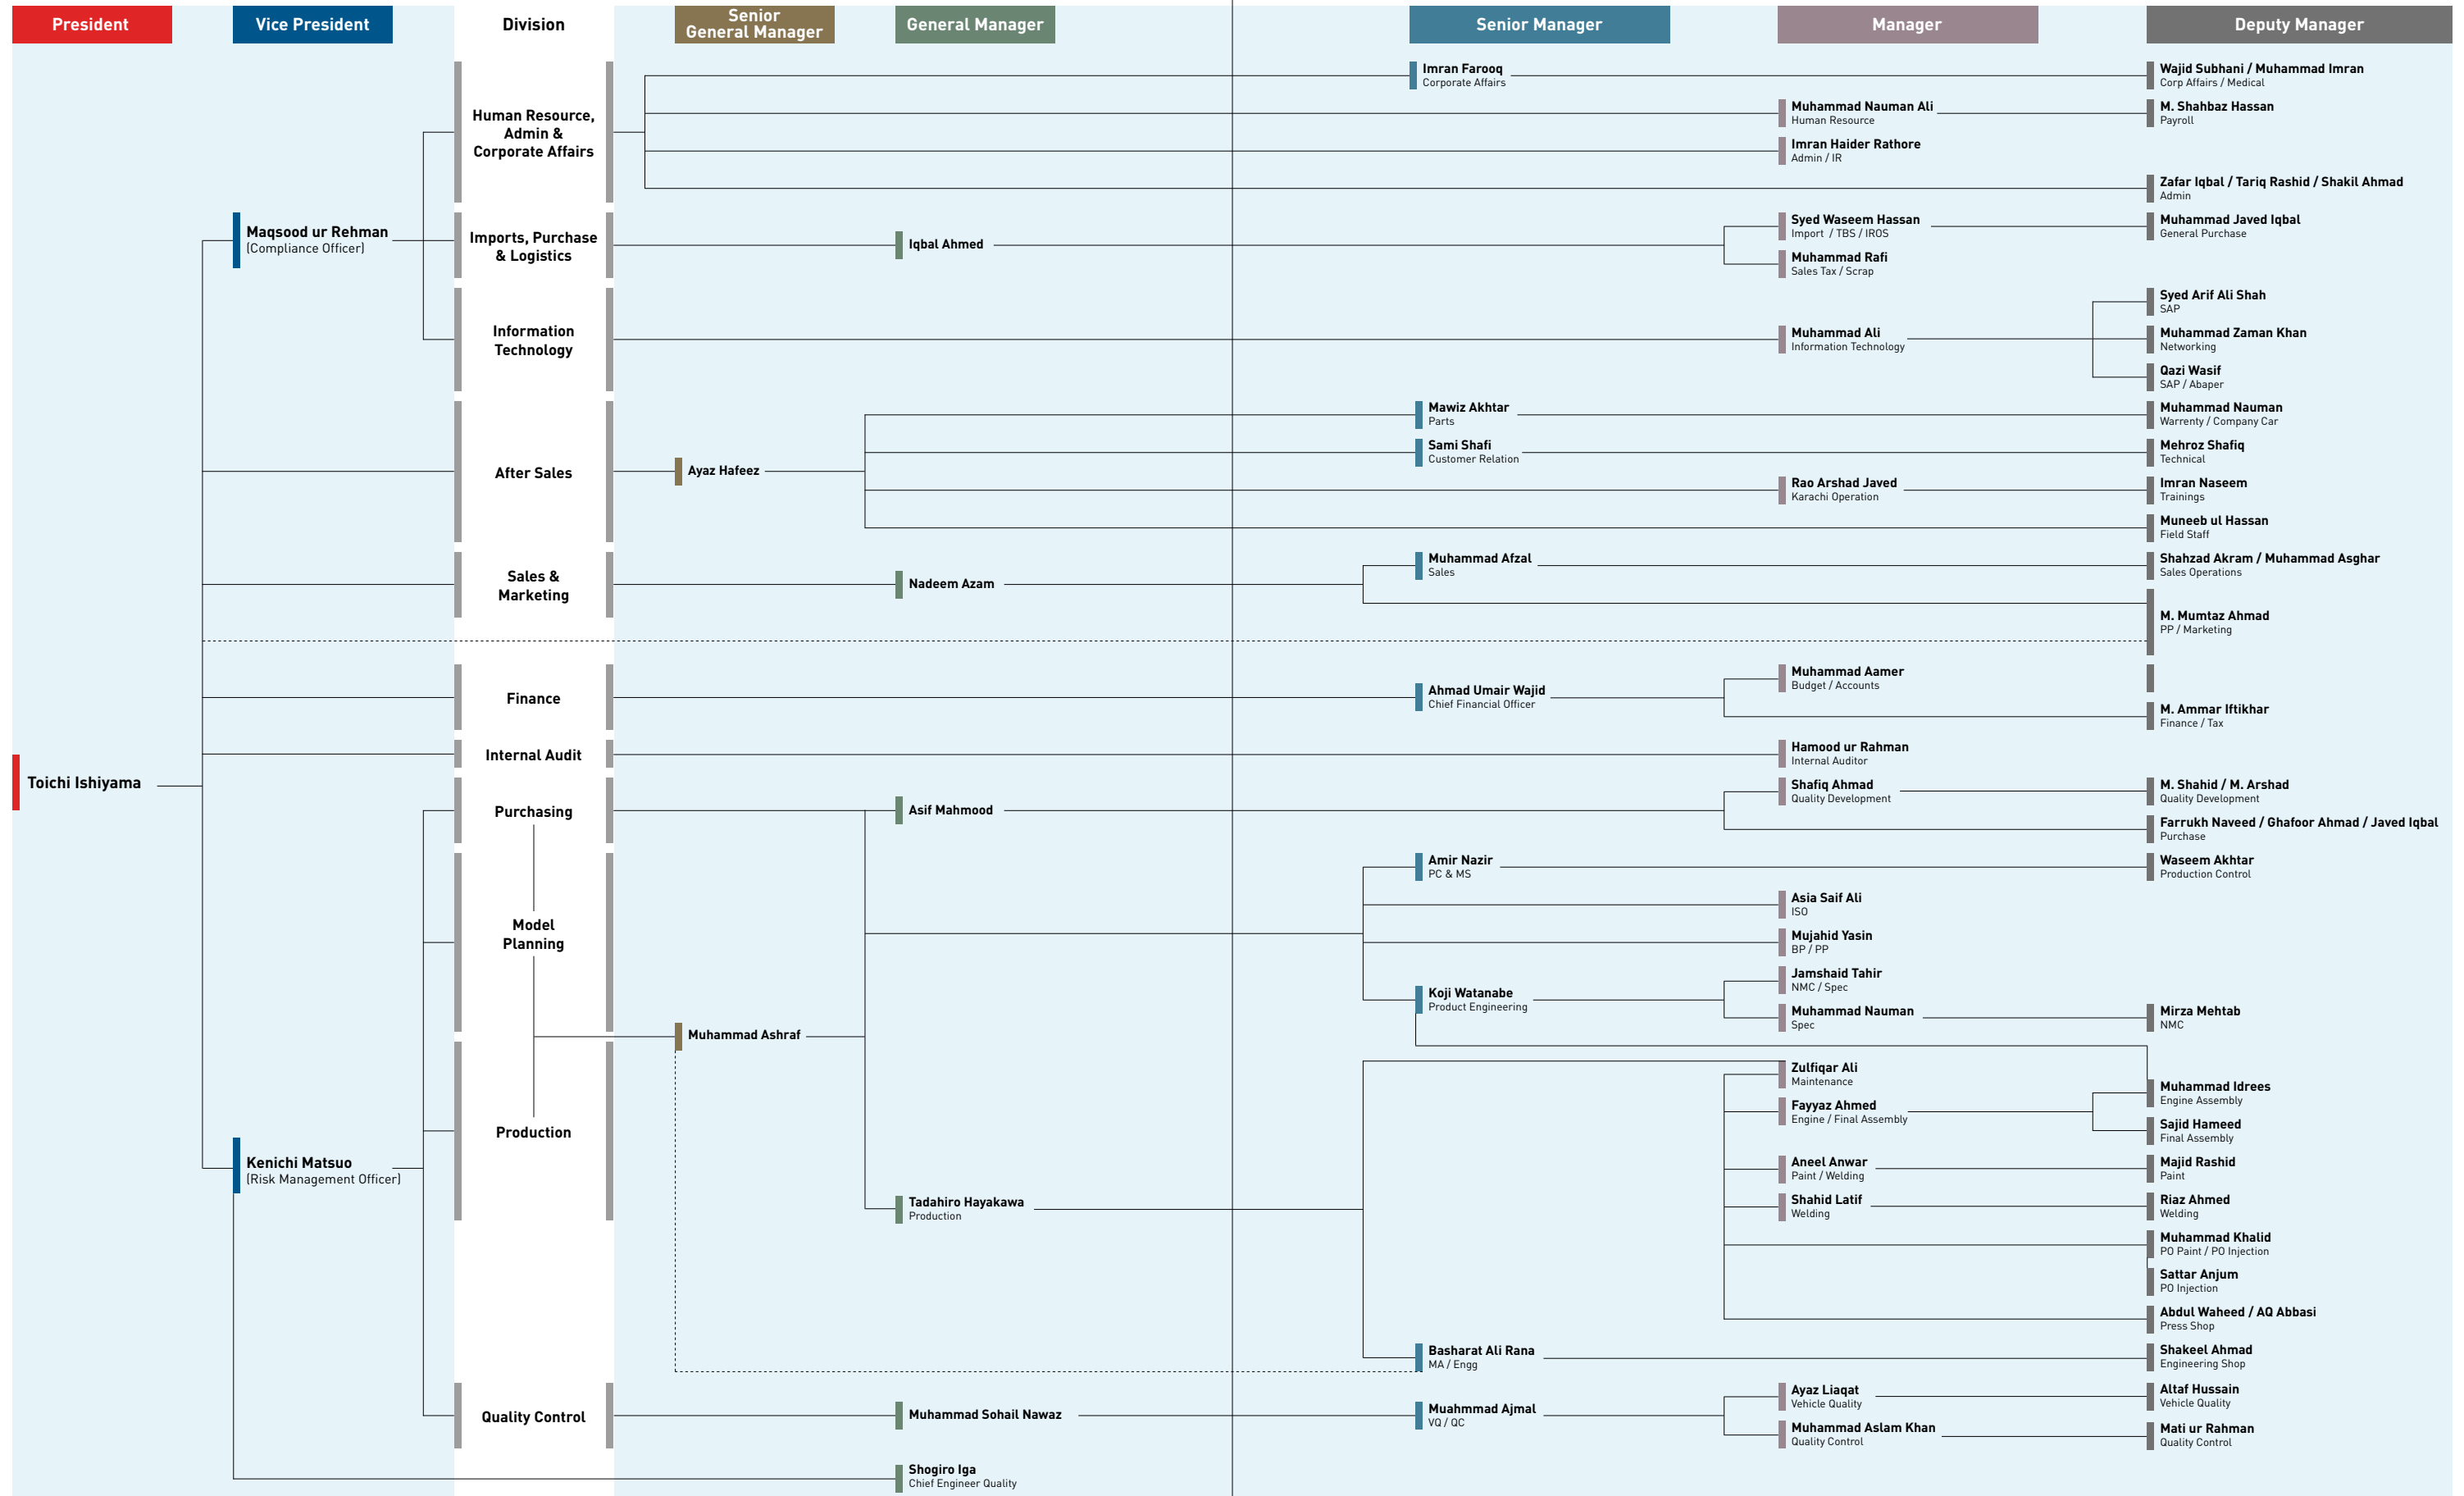 President
Vice President
Division
Senior
General Manager
General Manager
Senior Manager
Manager
Deputy Manager
Toichi Ishiyama
Maqsood ur Rehman
(Compliance Officer)
Kenichi Matsuo
(Risk Management Officer)
Human Resource,
Admin &
Corporate Affairs
Imports, Purchase
& Logistics
Information
Technology
After Sales
Sales &
Marketing
Finance
Internal Audit
Purchasing
Model
Planning
Production
Quality Control
Ayaz Hafeez
Muhammad Ashraf
Iqbal Ahmed
Nadeem Azam
Asif Mahmood
Tadahiro Hayakawa
Production
Muhammad Sohail Nawaz
Shogiro Iga
Chief Engineer Quality
Imran Farooq
Corporate Affairs
Mawiz Akhtar
Parts
Sami Shafi
Customer Relation
Muhammad Afzal
Sales
Ahmad Umair Wajid
Chief Financial Officer
Amir Nazir
PC & MS
Koji Watanabe
Product Engineering
Basharat Ali Rana
MA / Engg
Muahmmad Ajmal
VQ / QC
Muhammad Nauman Ali
Human Resource
Imran Haider Rathore
Admin / IR
Syed Waseem Hassan
Import / TBS / IROS
Muhammad Rafi
Sales Tax / Scrap
Muhammad Ali
Information Technology
Rao Arshad Javed
Karachi Operation
Muhammad Aamer
Budget / Accounts
Hamood ur Rahman
Internal Auditor
Shafiq Ahmad
Quality Development
Asia Saif Ali
ISO
Mujahid Yasin
BP / PP
Jamshaid Tahir
NMC / Spec
Muhammad Nauman
Spec
Zulfiqar Ali
Maintenance
Fayyaz Ahmed
Engine / Final Assembly
Aneel Anwar
Paint / Welding
Shahid Latif
Welding
Ayaz Liaqat
Vehicle Quality
Muhammad Aslam Khan
Quality Control
Wajid Subhani / Muhammad Imran
Corp Affairs / Medical
M. Shahbaz Hassan
Payroll
Zafar Iqbal / Tariq Rashid / Shakil Ahmad
Admin
Muhammad Javed Iqbal
General Purchase
Syed Arif Ali Shah
SAP
Muhammad Zaman Khan
Networking
Qazi Wasif
SAP / Abaper
Muhammad Nauman
Warrenty / Company Car
Mehroz Shafiq
Technical
Imran Naseem
Trainings
Muneeb ul Hassan
Field Staff
Shahzad Akram / Muhammad Asghar
Sales Operations
M. Mumtaz Ahmad
PP / Marketing
M. Ammar Iftikhar
Finance / Tax
M. Shahid / M. Arshad
Quality Development
Farrukh Naveed / Ghafoor Ahmad / Javed Iqbal
Purchase
Waseem Akhtar
Production Control
Mirza Mehtab
NMC
Muhammad Idrees
Engine Assembly
Sajid Hameed
Final Assembly
Majid Rashid
Paint
Riaz Ahmed
Welding
Muhammad Khalid
PO Paint / PO Injection
Sattar Anjum
PO Injection
Abdul Waheed / AQ Abbasi
Press Shop
Shakeel Ahmad
Engineering Shop
Altaf Hussain
Vehicle Quality
Mati ur Rahman
Quality Control